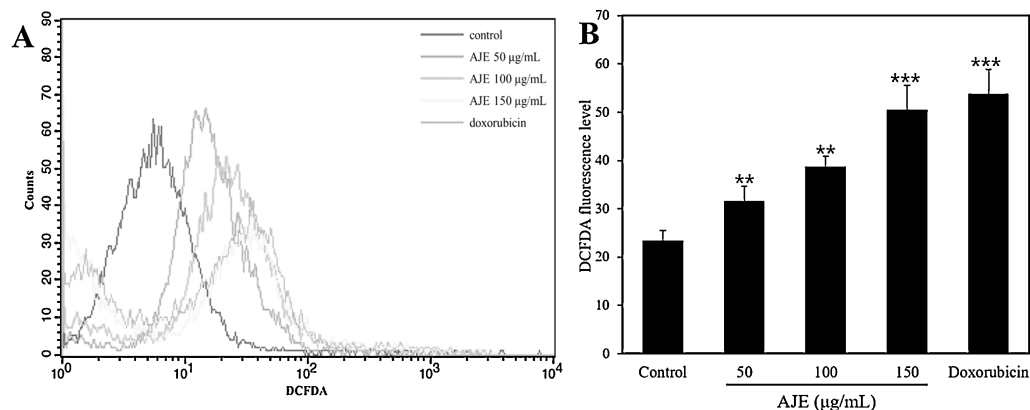 A
90
80
70
60
50
40
30
20
10
0
Counts
10⁰
10¹
10²
10³
10⁴
DCFDA
control
AJE 50 µg/mL
AJE 100 µg/mL
AJE 150 µg/mL
doxorubicin
B
70
60
50
40
30
20
10
0
DCFDA fluorescence level
**
**
***
***
Control
50
100
150
Doxorubicin
AJE (µg/mL)